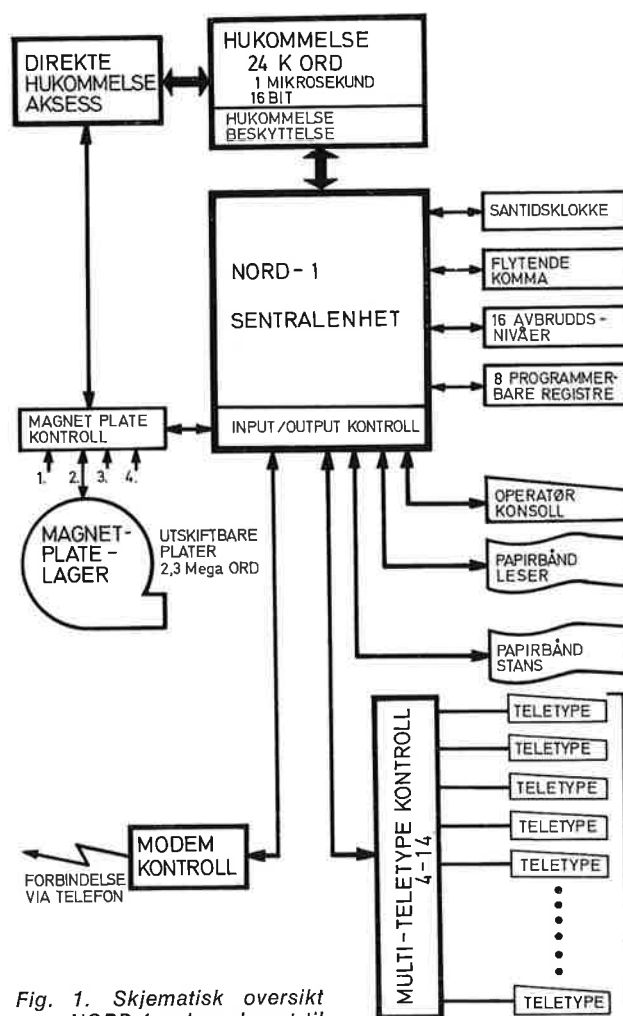 DIREKTE
HUKOMMELSE
AKSESS
HUKOMMELSE
24 K ORD
1 MIKROSEKUND
16 BIT
HUKOMMELSE
BESKYTTELSE
NORD-1
SENTRALENHET
INPUT/OUTPUT KONTROLL
SANTIDSKLOKKE
FLYTENDE
KOMMA
16 AVBRUDDS-
NIVÅER
8 PROGRAMMER-
BARE REGISTRE
MAGNET PLATE
KONTROLL
1. 2. 3. 4.
MAGNET-
PLATE-
LAGER
UTSKIFTBARE
PLATER
2,3 Mega ORD
OPERATØR
KONSOLL
PAPIRBÅND
LESER
PAPIRBÅND
STANS
MULTI-TELETYPE KONTROLL
4-14
TELETYPE
TELETYPE
TELETYPE
TELETYPE
TELETYPE
TELETYPE
MODEM
KONTROLL
FORBINDELSE
VIA TELEFON
Fig. 1. Skjematisk oversikt